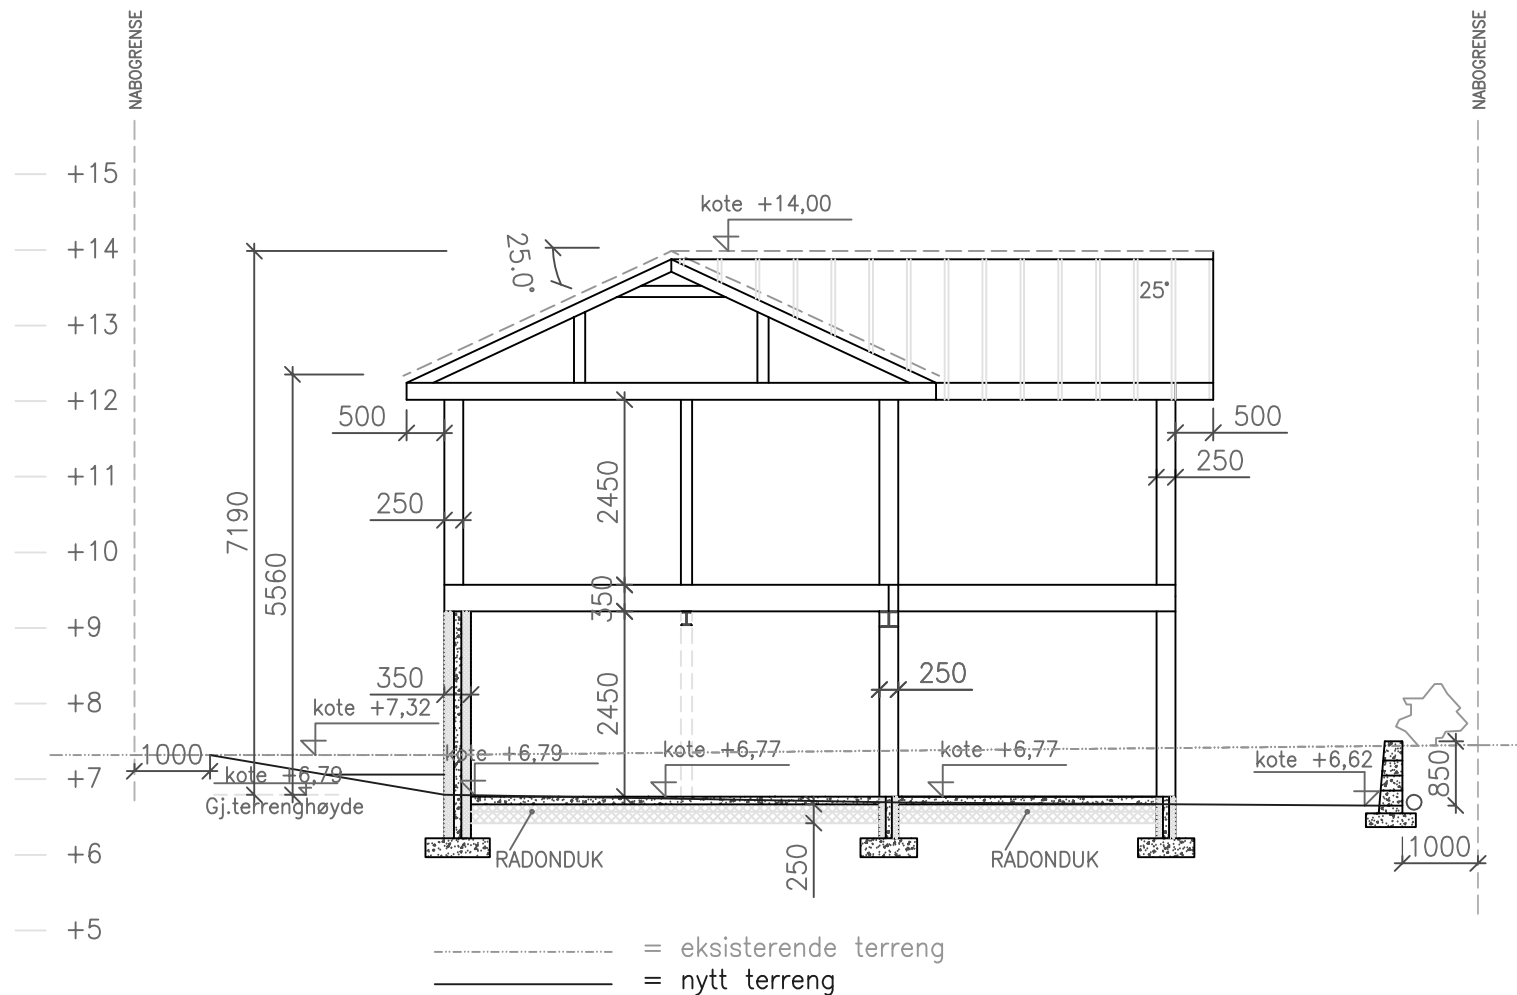 NABOGRENSE
NABOGRENSE
+15
kote +14,00
+14
25.0°
25°
+13
+12
500
500
+11
250
2450
250
7190
+10
5560
350
+9
350
250
+8
kote +7,32
2450
1000
kote +6,79
kote +6,77
kote +6,77
kote +6,62
850
+7
kote +6,79
Gj.terrenghøyde
+6
RADONDUK
250
RADONDUK
1000
+5
= eksisterende terreng
= nytt terreng